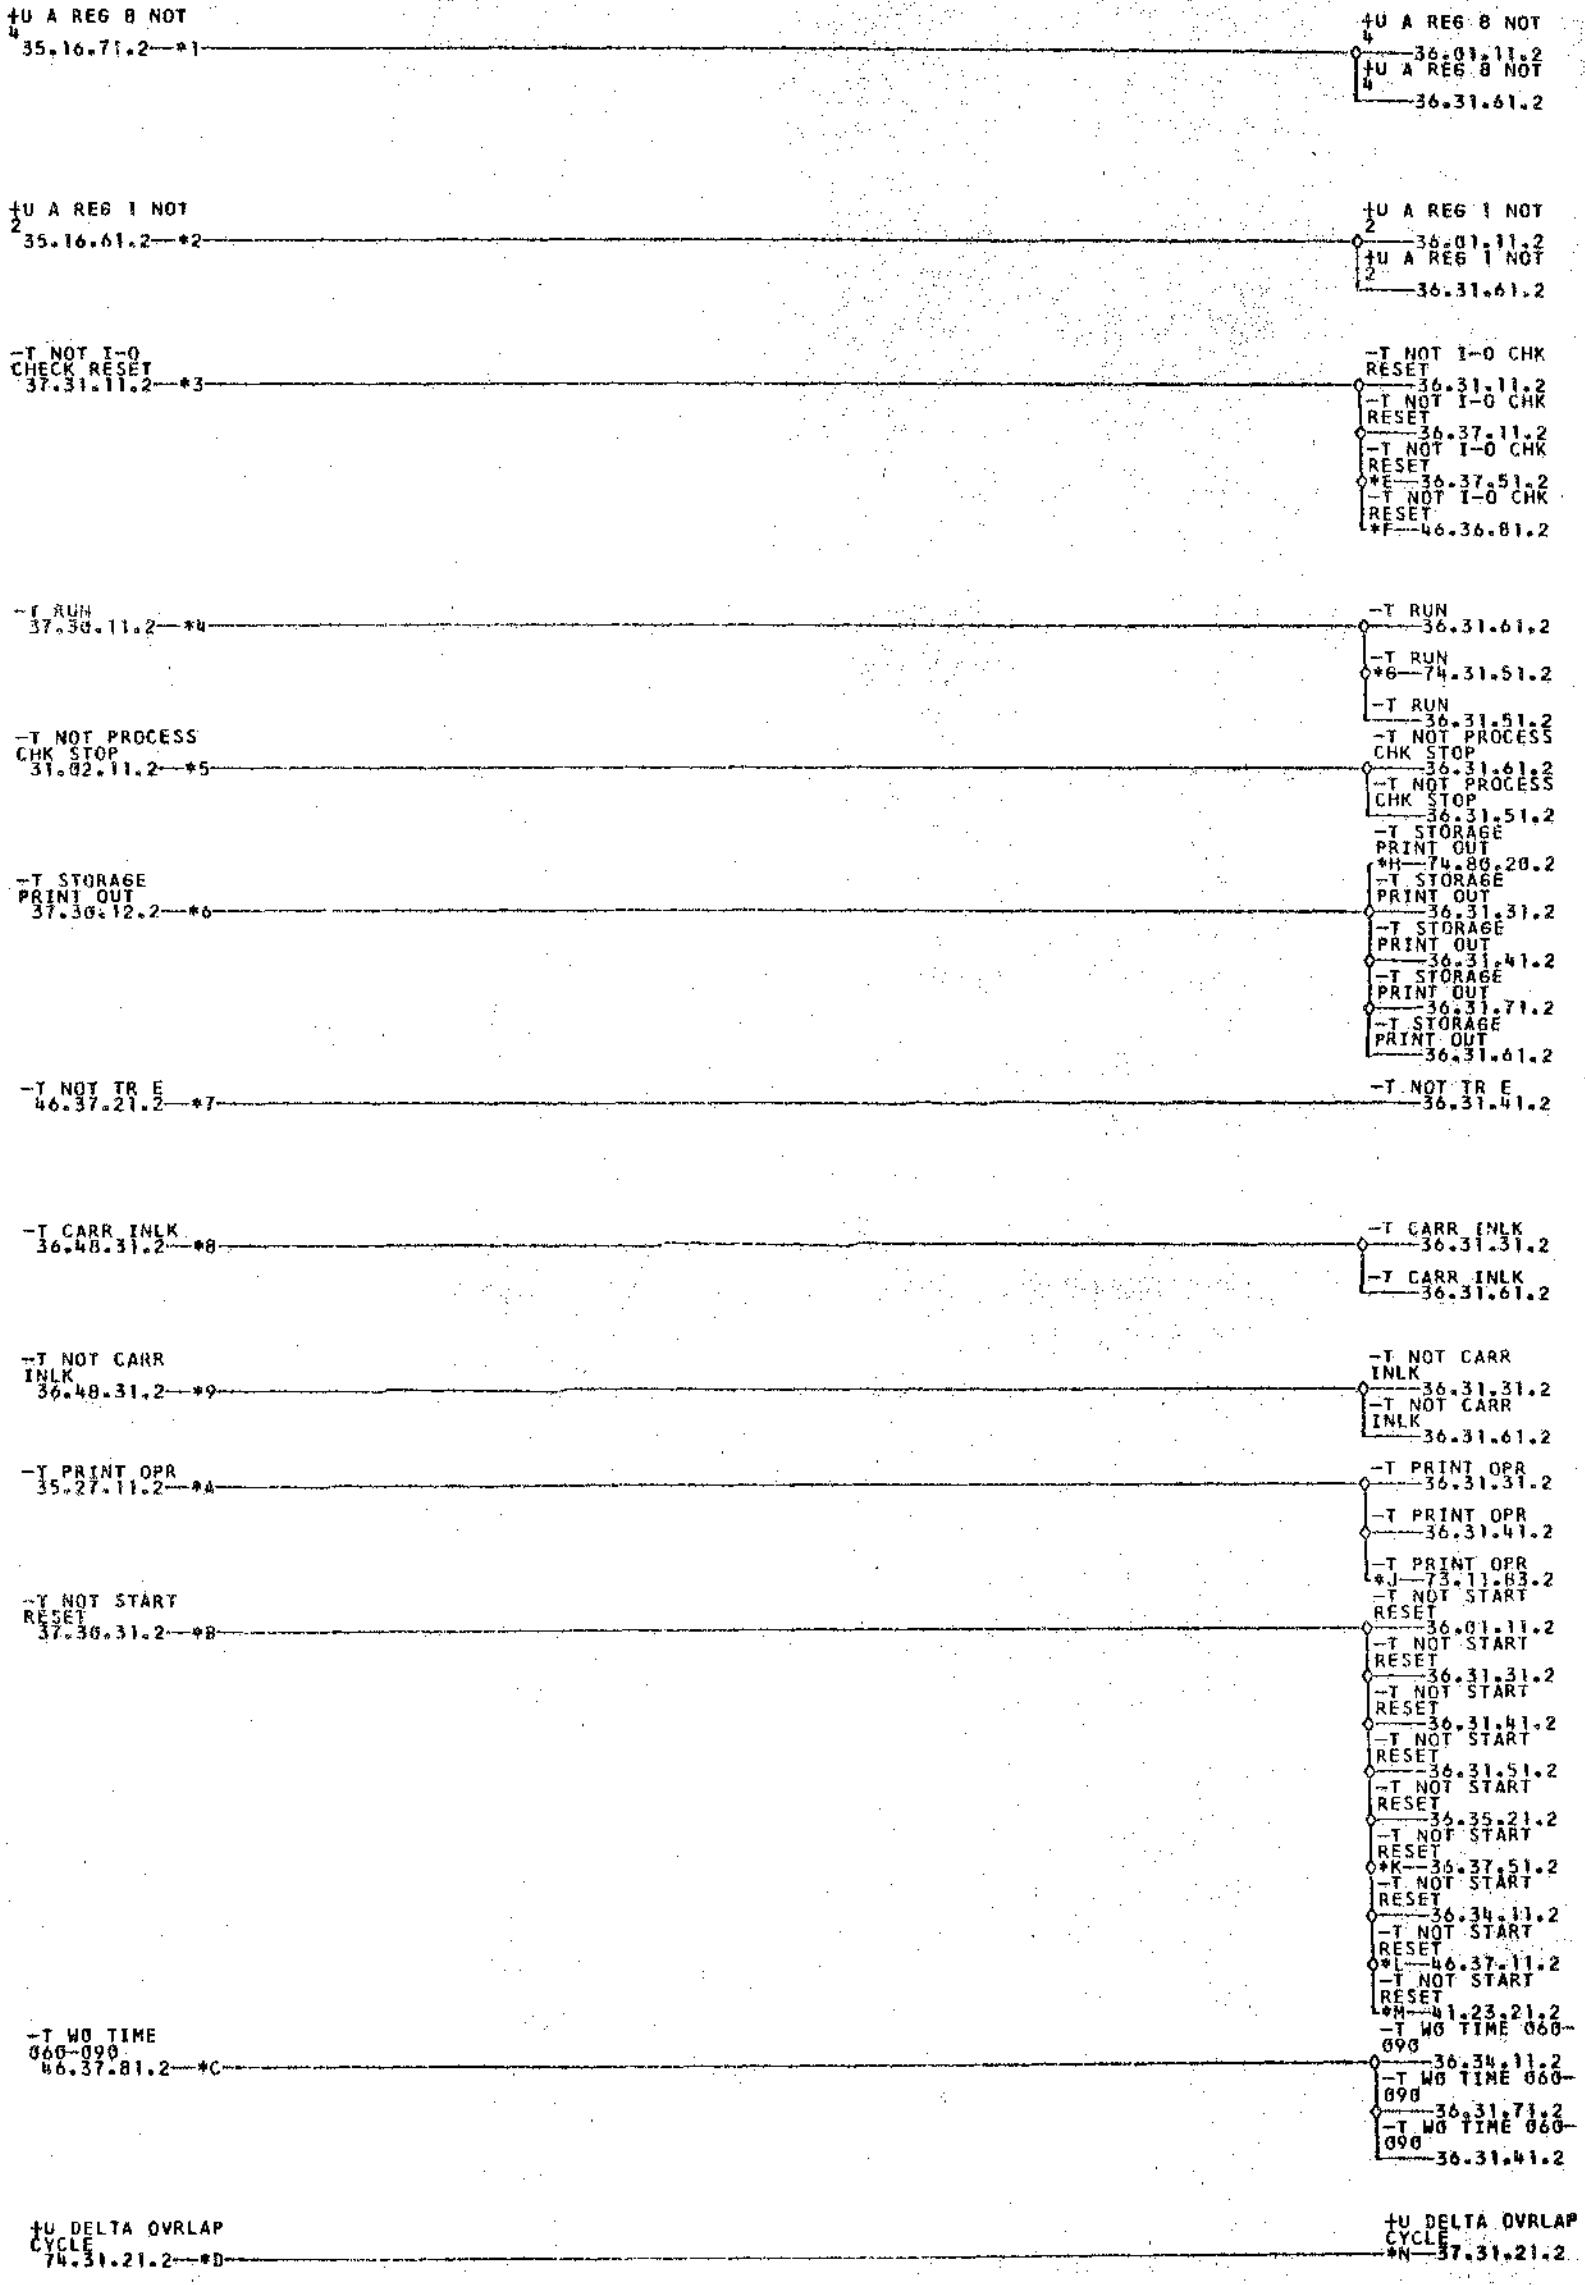 +U A REG 8 NOT
4
35.16.71.2—*1
+U A REG 8 NOT
4
36.01.11.2
+U A REG 8 NOT
4
36.31.61.2
+U A REG 1 NOT
2
35.16.61.2—*2
+U A REG 1 NOT
2
36.01.11.2
+U A REG 1 NOT
2
36.31.61.2
-T NOT I-O
CHECK RESET
37.31.11.2—*3
-T NOT I-O CHK
RESET
36.31.11.2
-T NOT I-O CHK
RESET
36.37.11.2
-T NOT I-O CHK
RESET
*E—36.37.51.2
-T NOT I-O CHK
RESET
*F—46.36.81.2
-T RUN
37.30.11.2—*4
-T RUN
36.31.61.2
-T RUN
*G—74.31.51.2
-T RUN
36.31.51.2
-T NOT PROCESS
CHK STOP
31.02.11.2—*5
-T NOT PROCESS
CHK STOP
36.31.61.2
-T NOT PROCESS
CHK STOP
36.31.51.2
-T STORAGE
PRINT OUT
37.30.12.2—*6
-T STORAGE
PRINT OUT
*H—74.80.20.2
-T STORAGE
PRINT OUT
36.31.31.2
-T STORAGE
PRINT OUT
36.31.41.2
-T STORAGE
PRINT OUT
36.31.71.2
-T STORAGE
PRINT OUT
36.31.61.2
-T NOT TR E
46.37.21.2—*7
-T NOT TR E
36.31.41.2
-T CARR INLK
36.48.31.2—*8
-T CARR INLK
36.31.31.2
-T CARR INLK
36.31.61.2
-T NOT CARR
INLK
36.48.31.2—*9
-T NOT CARR
INLK
36.31.31.2
-T NOT CARR
INLK
36.31.61.2
-T PRINT OPR
35.27.11.2—*A
-T PRINT OPR
36.31.31.2
-T PRINT OPR
36.31.41.2
-T PRINT OPR
*J—73.11.83.2
-T NOT START
RESET
37.30.31.2—*B
-T NOT START
RESET
36.01.11.2
-T NOT START
RESET
36.31.31.2
-T NOT START
RESET
36.31.41.2
-T NOT START
RESET
36.31.51.2
-T NOT START
RESET
36.35.21.2
-T NOT START
RESET
*K—36.37.51.2
-T NOT START
RESET
36.34.11.2
-T NOT START
RESET
*L—46.37.11.2
-T NOT START
RESET
*M—41.23.21.2
-T W0 TIME
060-090
46.37.81.2—*C
-T W0 TIME 060-
090
36.34.11.2
-T W0 TIME 060-
090
36.31.71.2
-T W0 TIME 060-
090
36.31.41.2
+U DELTA OVRLAP
CYCLE
74.31.21.2—*D
+U DELTA OVRLAP
CYCLE
*N—37.31.21.2